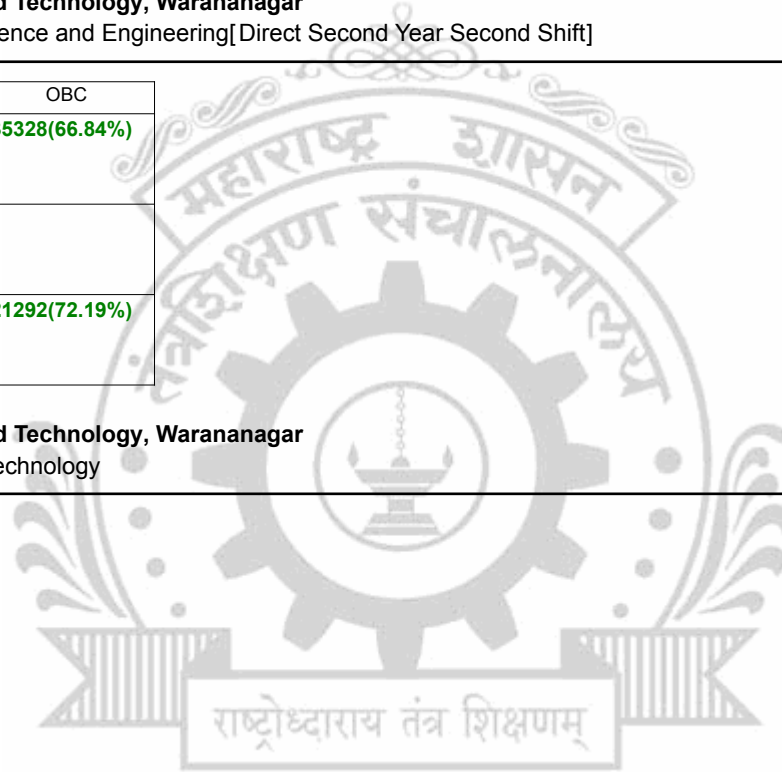 d Technology, Warananagar
ence and Engineering[Direct Second Year Second Shift]
OBC
5328(66.84%)
1292(72.19%)
d Technology, Warananagar
echnology
महाराष्ट्र शासन
तंत्रशिक्षण संचालनालय
राष्ट्रोध्दाराय तंत्र शिक्षणम्